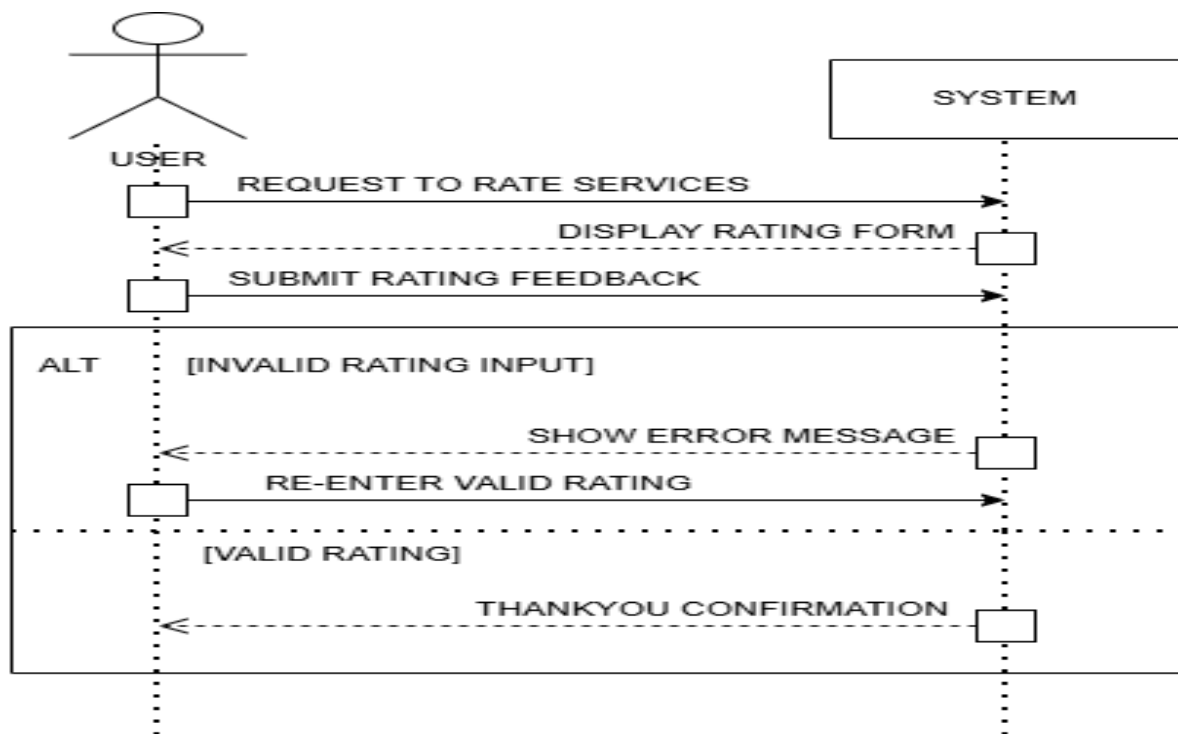 SYSTEM
USER
REQUEST TO RATE SERVICES
DISPLAY RATING FORM
SUBMIT RATING FEEDBACK
ALT [INVALID RATING INPUT]
SHOW ERROR MESSAGE
RE-ENTER VALID RATING
[VALID RATING]
THANKYOU CONFIRMATION